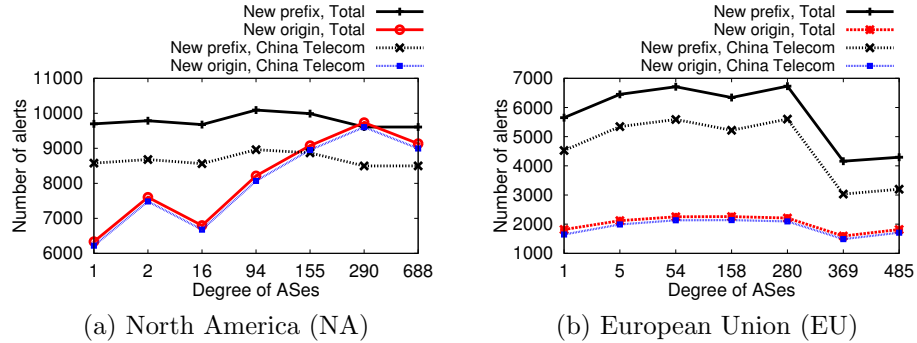 New prefix, Total
New origin, Total
New prefix, China Telecom
New origin, China Telecom
11000
10000
9000
8000
7000
6000
Number of alerts
1 2 16 94 155 290 688
Degree of ASes
(a) North America (NA)
New prefix, Total
New origin, Total
New prefix, China Telecom
New origin, China Telecom
7000
6000
5000
4000
3000
2000
1000
Number of alerts
1 5 54 158 280 369 485
Degree of ASes
(b) European Union (EU)